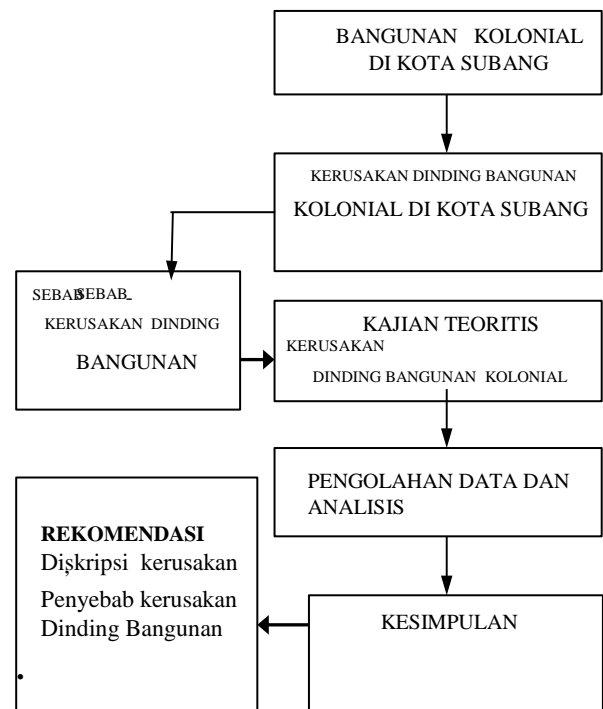 BANGUNAN KOLONIAL
DI KOTA SUBANG
KERUSAKAN DINDING BANGUNAN
KOLONIAL DI KOTA SUBANG
SEBAB SEBAB-
KERUSAKAN DINDING
BANGUNAN
KAJIAN TEORITIS
KERUSAKAN
DINDING BANGUNAN KOLONIAL
PENGOLAHAN DATA DAN
ANALISIS
REKOMENDASI
Dişkripsi kerusakan
Penyebab kerusakan
Dinding Bangunan
•
KESIMPULAN